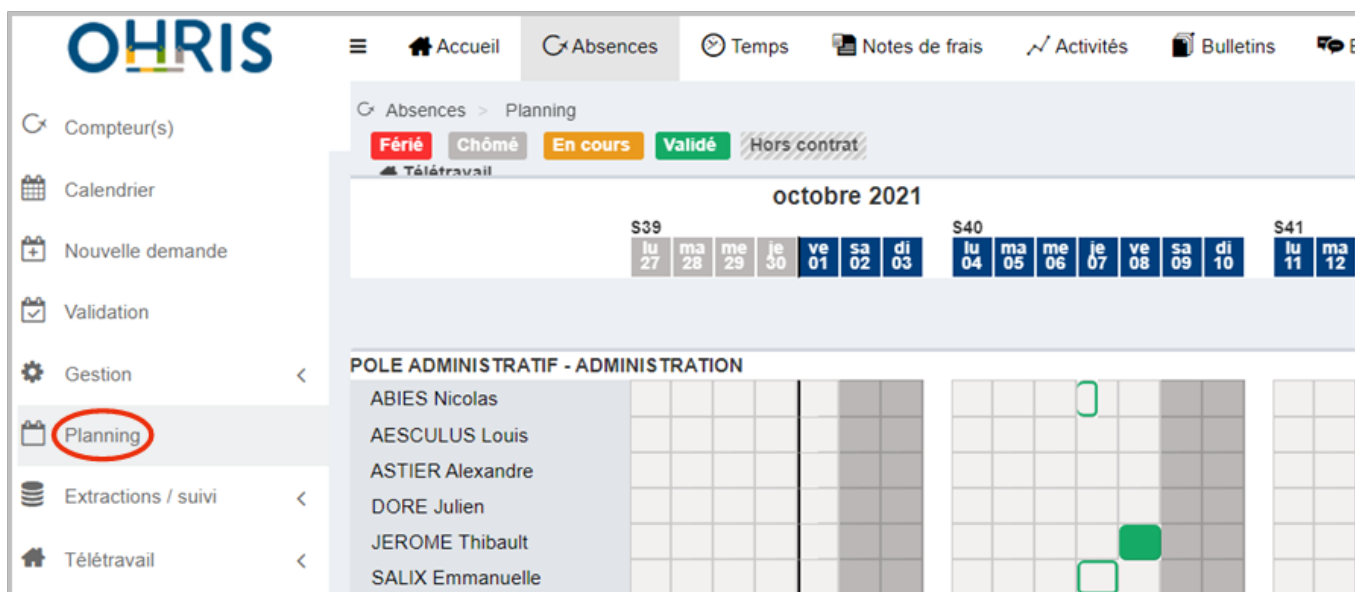 OHRIS
Accueil
Absences
Temps
Notes de frais
Activités
Bulletins
Compteur(s)
Calendrier
Nouvelle demande
Validation
Gestion
Planning
Extractions / suivi
Télétravail
Absences > Planning
Férié Chômé En cours Validé Hors contrat
Télétravail
octobre 2021
S39 S40 S41
lu ma me je ve sa di lu ma me je ve sa di lu ma
27 28 29 30 01 02 03 04 05 06 07 08 09 10 11 12
POLE ADMINISTRATIF - ADMINISTRATION
ABIES Nicolas
AESCULUS Louis
ASTIER Alexandre
DORE Julien
JEROME Thibault
SALIX Emmanuelle